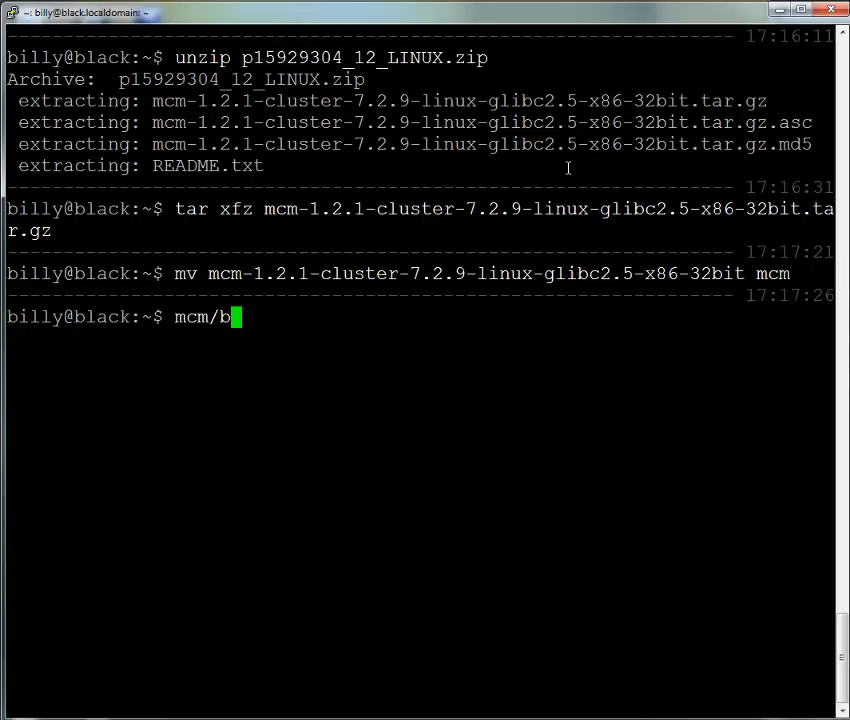 ~: billy@black.localdomain: ~
------------------------------------------------------------------ 17:16:11
billy@black:~$ unzip p15929304_12_LINUX.zip
Archive:  p15929304_12_LINUX.zip
 extracting: mcm-1.2.1-cluster-7.2.9-linux-glibc2.5-x86-32bit.tar.gz
 extracting: mcm-1.2.1-cluster-7.2.9-linux-glibc2.5-x86-32bit.tar.gz.asc
 extracting: mcm-1.2.1-cluster-7.2.9-linux-glibc2.5-x86-32bit.tar.gz.md5
 extracting: README.txt
------------------------------------------------------------------ 17:16:31
billy@black:~$ tar xfz mcm-1.2.1-cluster-7.2.9-linux-glibc2.5-x86-32bit.ta
r.gz
------------------------------------------------------------------ 17:17:21
billy@black:~$ mv mcm-1.2.1-cluster-7.2.9-linux-glibc2.5-x86-32bit mcm
------------------------------------------------------------------ 17:17:26
billy@black:~$ mcm/b